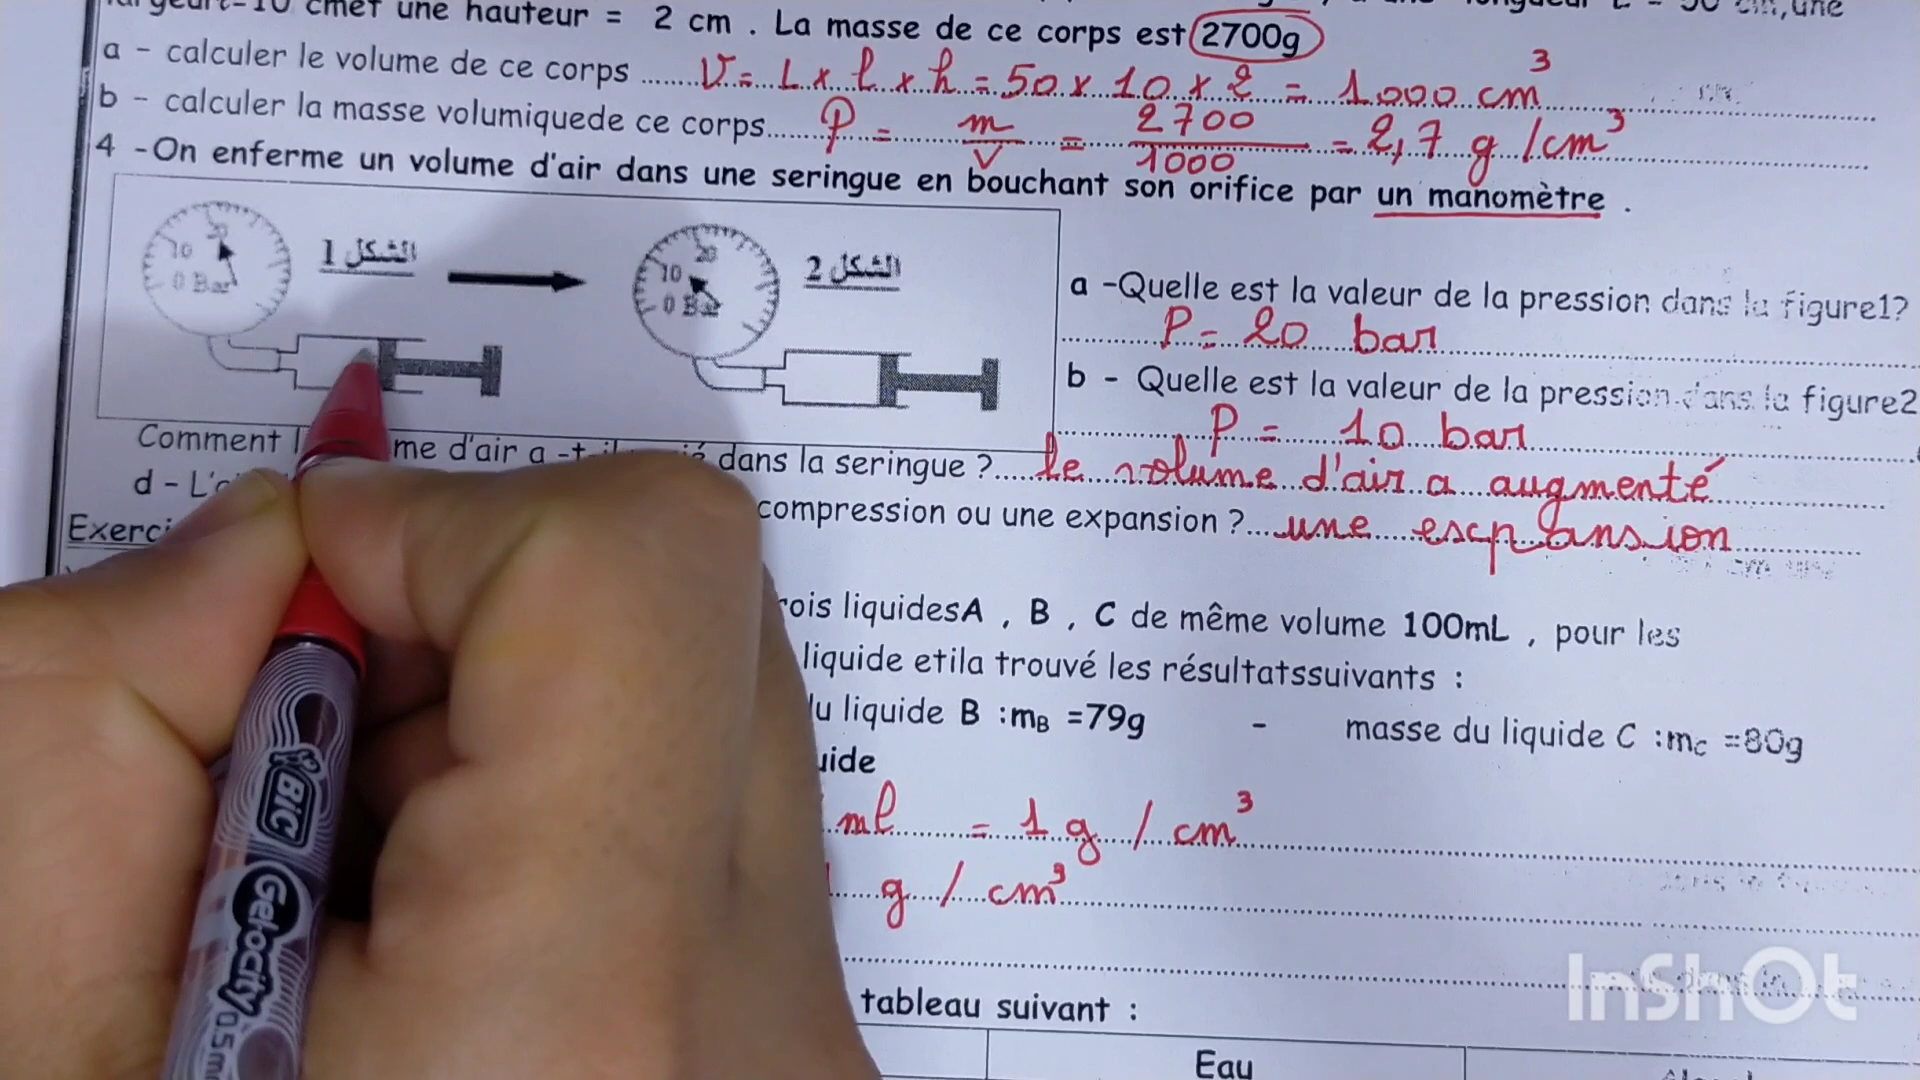 cmet une hauteur = 2 cm . La masse de ce corps est 2700g
a - calculer le volume de ce corps ........ V = L x l x h = 50 x 10 x 2 = 1000 cm³
b - calculer la masse volumiquede ce corps........ ρ = m/V = 2700/1000 = 2,7 g/cm³
4 -On enferme un volume d'air dans une seringue en bouchant son orifice par un manomètre .
10 20 0 Bar الشكل 1
10 20 0 Bar الشكل 2
a -Quelle est la valeur de la pression dans la figure1?
P = 20 bar
b - Quelle est la valeur de la pression dans la figure2
P = 10 bar
Comment me d'air a -t- dans la seringue ?..... le volume d'air a augmenté
d - compression ou une expansion ?.... une escpansion
Exerci
rois liquidesA , B , C de même volume 100mL , pour les
liquide etila trouvé les résultatssuivants :
du liquide B :mB =79g - masse du liquide C :mC =80g
uide
ml = 1 g / cm³
g / cm³
tableau suivant :
Eau
BIC
Gelocity 0.5m
InShOt